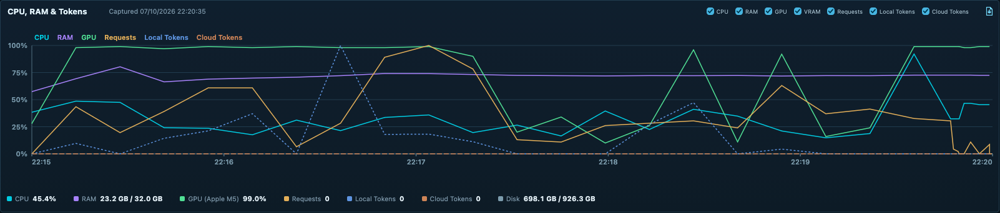 CPU, RAM & Tokens Captured 07/10/2026 22:20:35 CPU RAM GPU VRAM Requests Local Tokens Cloud Tokens
CPU RAM GPU Requests Local Tokens Cloud Tokens
100%
75%
50%
25%
0%
22:15 22:16 22:17 22:18 22:19 22:20
CPU 45.4% RAM 23.2 GB / 32.0 GB GPU (Apple M5) 99.0% Requests 0 Local Tokens 0 Cloud Tokens 0 Disk 698.1 GB / 926.3 GB